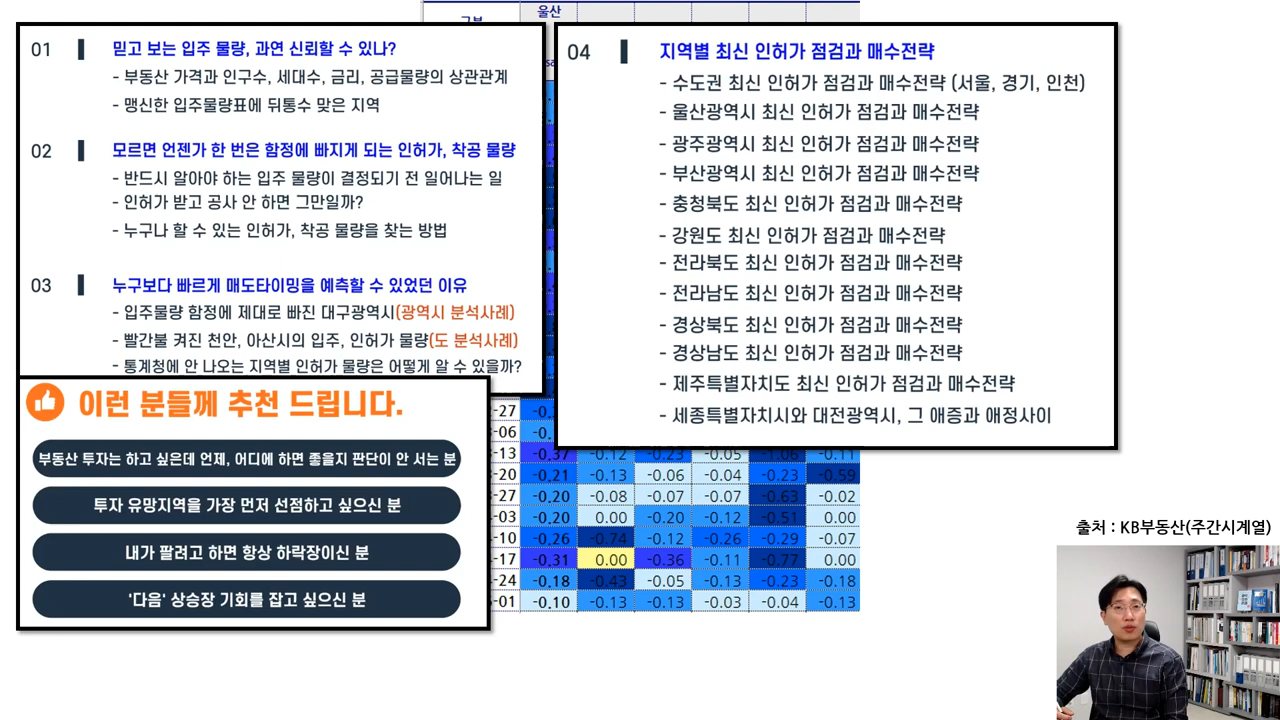 울산
01 믿고 보는 입주 물량, 과연 신뢰할 수 있나?
- 부동산 가격과 인구수, 세대수, 금리, 공급물량의 상관관계
- 맹신한 입주물량표에 뒤통수 맞은 지역
02 모르면 언젠가 한 번은 함정에 빠지게 되는 인허가, 착공 물량
- 반드시 알아야 하는 입주 물량이 결정되기 전 일어나는 일
- 인허가 받고 공사 안 하면 그만일까?
- 누구나 할 수 있는 인허가, 착공 물량을 찾는 방법
03 누구보다 빠르게 매도타이밍을 예측할 수 있었던 이유
- 입주물량 함정에 제대로 빠진 대구광역시(광역시 분석사례)
- 빨간불 켜진 천안, 아산시의 입주, 인허가 물량(도 분석사례)
- 통계청에 안 나오는 지역별 인허가 물량은 어떻게 알 수 있을까?
04 지역별 최신 인허가 점검과 매수전략
- 수도권 최신 인허가 점검과 매수전략 (서울, 경기, 인천)
- 울산광역시 최신 인허가 점검과 매수전략
- 광주광역시 최신 인허가 점검과 매수전략
- 부산광역시 최신 인허가 점검과 매수전략
- 충청북도 최신 인허가 점검과 매수전략
- 강원도 최신 인허가 점검과 매수전략
- 전라북도 최신 인허가 점검과 매수전략
- 전라남도 최신 인허가 점검과 매수전략
- 경상북도 최신 인허가 점검과 매수전략
- 경상남도 최신 인허가 점검과 매수전략
- 제주특별자치도 최신 인허가 점검과 매수전략
- 세종특별자치시와 대전광역시, 그 애증과 애정사이
이런 분들께 추천 드립니다.
부동산 투자는 하고 싶은데 언제, 어디에 하면 좋을지 판단이 안 서는 분
투자 유망지역을 가장 먼저 선점하고 싶으신 분
내가 팔려고 하면 항상 하락장이신 분
'다음' 상승장 기회를 잡고 싶으신 분
-27
-06
-13 -0.37 -0.12 -0.23 -0.05 -1.06 -0.11
-20 -0.21 -0.13 -0.06 -0.04 -0.23 -0.59
-27 -0.20 -0.08 -0.07 -0.07 -0.63 -0.02
-03 -0.20 0.00 -0.20 -0.12 -0.51 0.00
-10 -0.26 -0.74 -0.12 -0.26 -0.29 -0.07
-17 -0.31 0.00 -0.36 -0.11 -0.77 0.00
-24 -0.18 -0.43 -0.05 -0.13 -0.23 -0.18
-01 -0.10 -0.13 -0.13 -0.03 -0.04 -0.13
출처 : KB부동산(주간시계열)